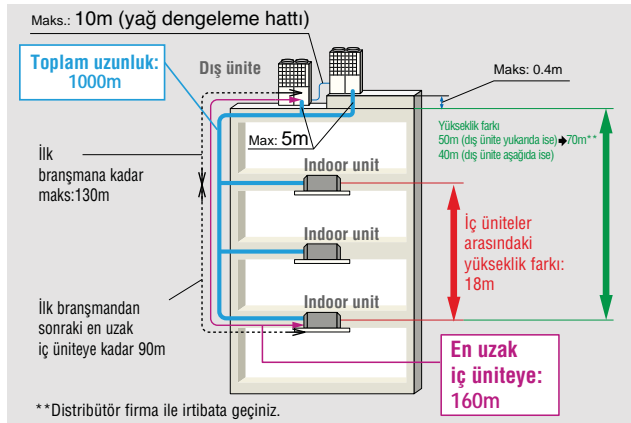 Maks.: 10m (yağ dengeleme hattı)
Toplam uzunluk:
1000m
Dış ünite
Maks: 0.4m
Max: 5m
Yükseklik farkı
50m (dış ünite yukarıda ise)➧70m**
40m (dış ünite aşağıda ise)
İlk
branşmana kadar
maks:130m
Indoor unit
Indoor unit
Indoor unit
İç üniteler
arasındaki
yükseklik farkı:
18m
İlk branşmandan
sonraki en uzak
iç üniteye kadar 90m
En uzak
iç üniteye:
160m
**Distribütör firma ile irtibata geçiniz.